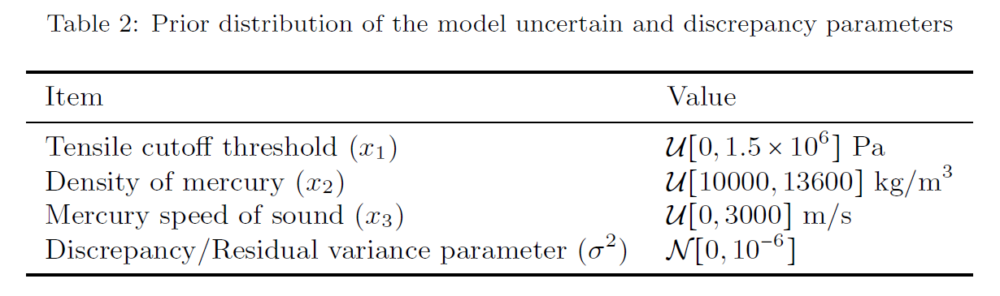 Table 2: Prior distribution of the model uncertain and discrepancy parameters
Item Value
Tensile cutoff threshold (x₁) 𝒰[0, 1.5 × 10⁶] Pa
Density of mercury (x₂) 𝒰[10000, 13600] kg/m³
Mercury speed of sound (x₃) 𝒰[0, 3000] m/s
Discrepancy/Residual variance parameter (σ²) 𝒩[0, 10⁻⁶]